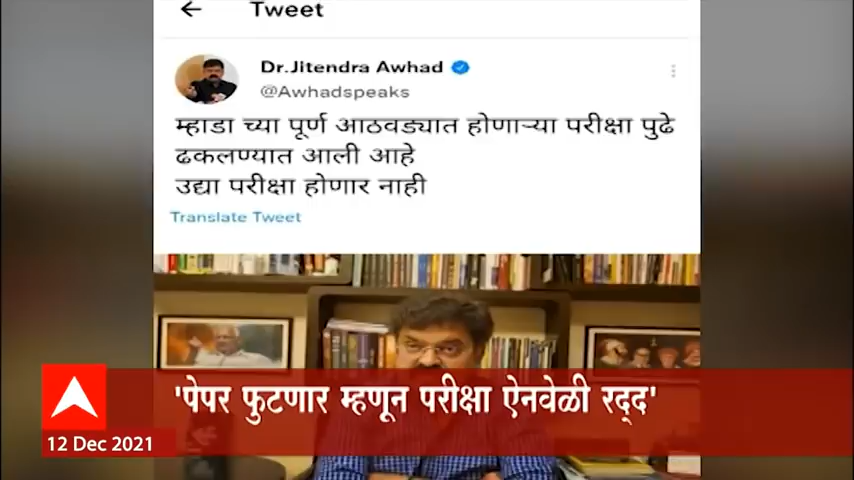 Tweet
Dr.Jitendra Awhad
@Awhadspeaks
म्हाडा च्या पूर्ण आठवड्यात होणाऱ्या परीक्षा पुढे
ढकलण्यात आली आहे
उद्या परीक्षा होणार नाही
Translate Tweet
'पेपर फुटणार म्हणून परीक्षा ऐनवेळी रद्द'
12 Dec 2021